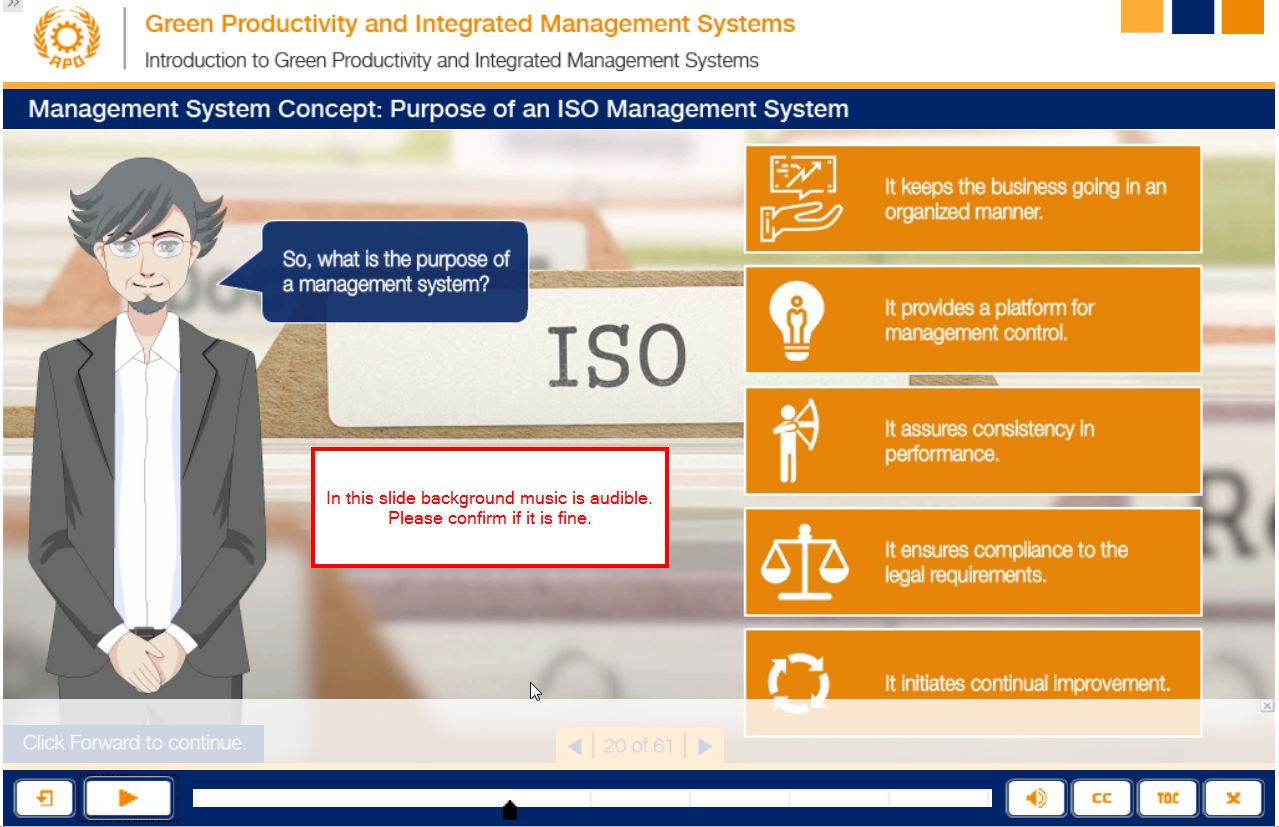 »
APO
Green Productivity and Integrated Management Systems
Introduction to Green Productivity and Integrated Management Systems
Management System Concept: Purpose of an ISO Management System
So, what is the purpose of
a management system?
ISO
In this slide background music is audible.
Please confirm if it is fine.
It keeps the business going in an
organized manner.
It provides a platform for
management control.
It assures consistency in
performance.
It ensures compliance to the
legal requirements.
It initiates continual improvement.
Click Forward to continue.
20 of 61
CC
TOC